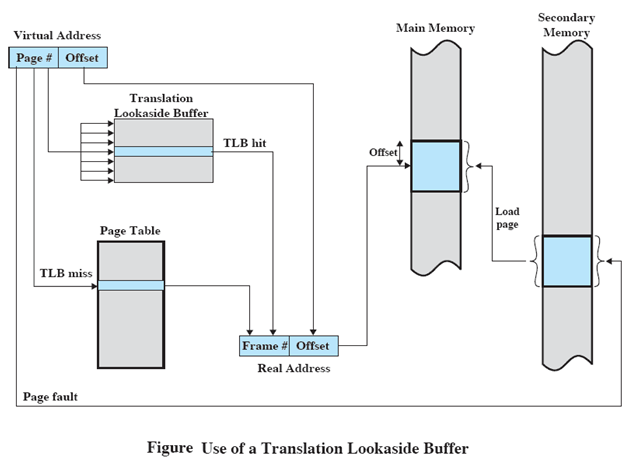 Virtual Address
Page # Offset
Main Memory
Secondary
Memory
Translation
Lookaside Buffer
TLB hit
Offset
Load
page
Page Table
TLB miss
Frame # Offset
Real Address
Page fault
Figure Use of a Translation Lookaside Buffer